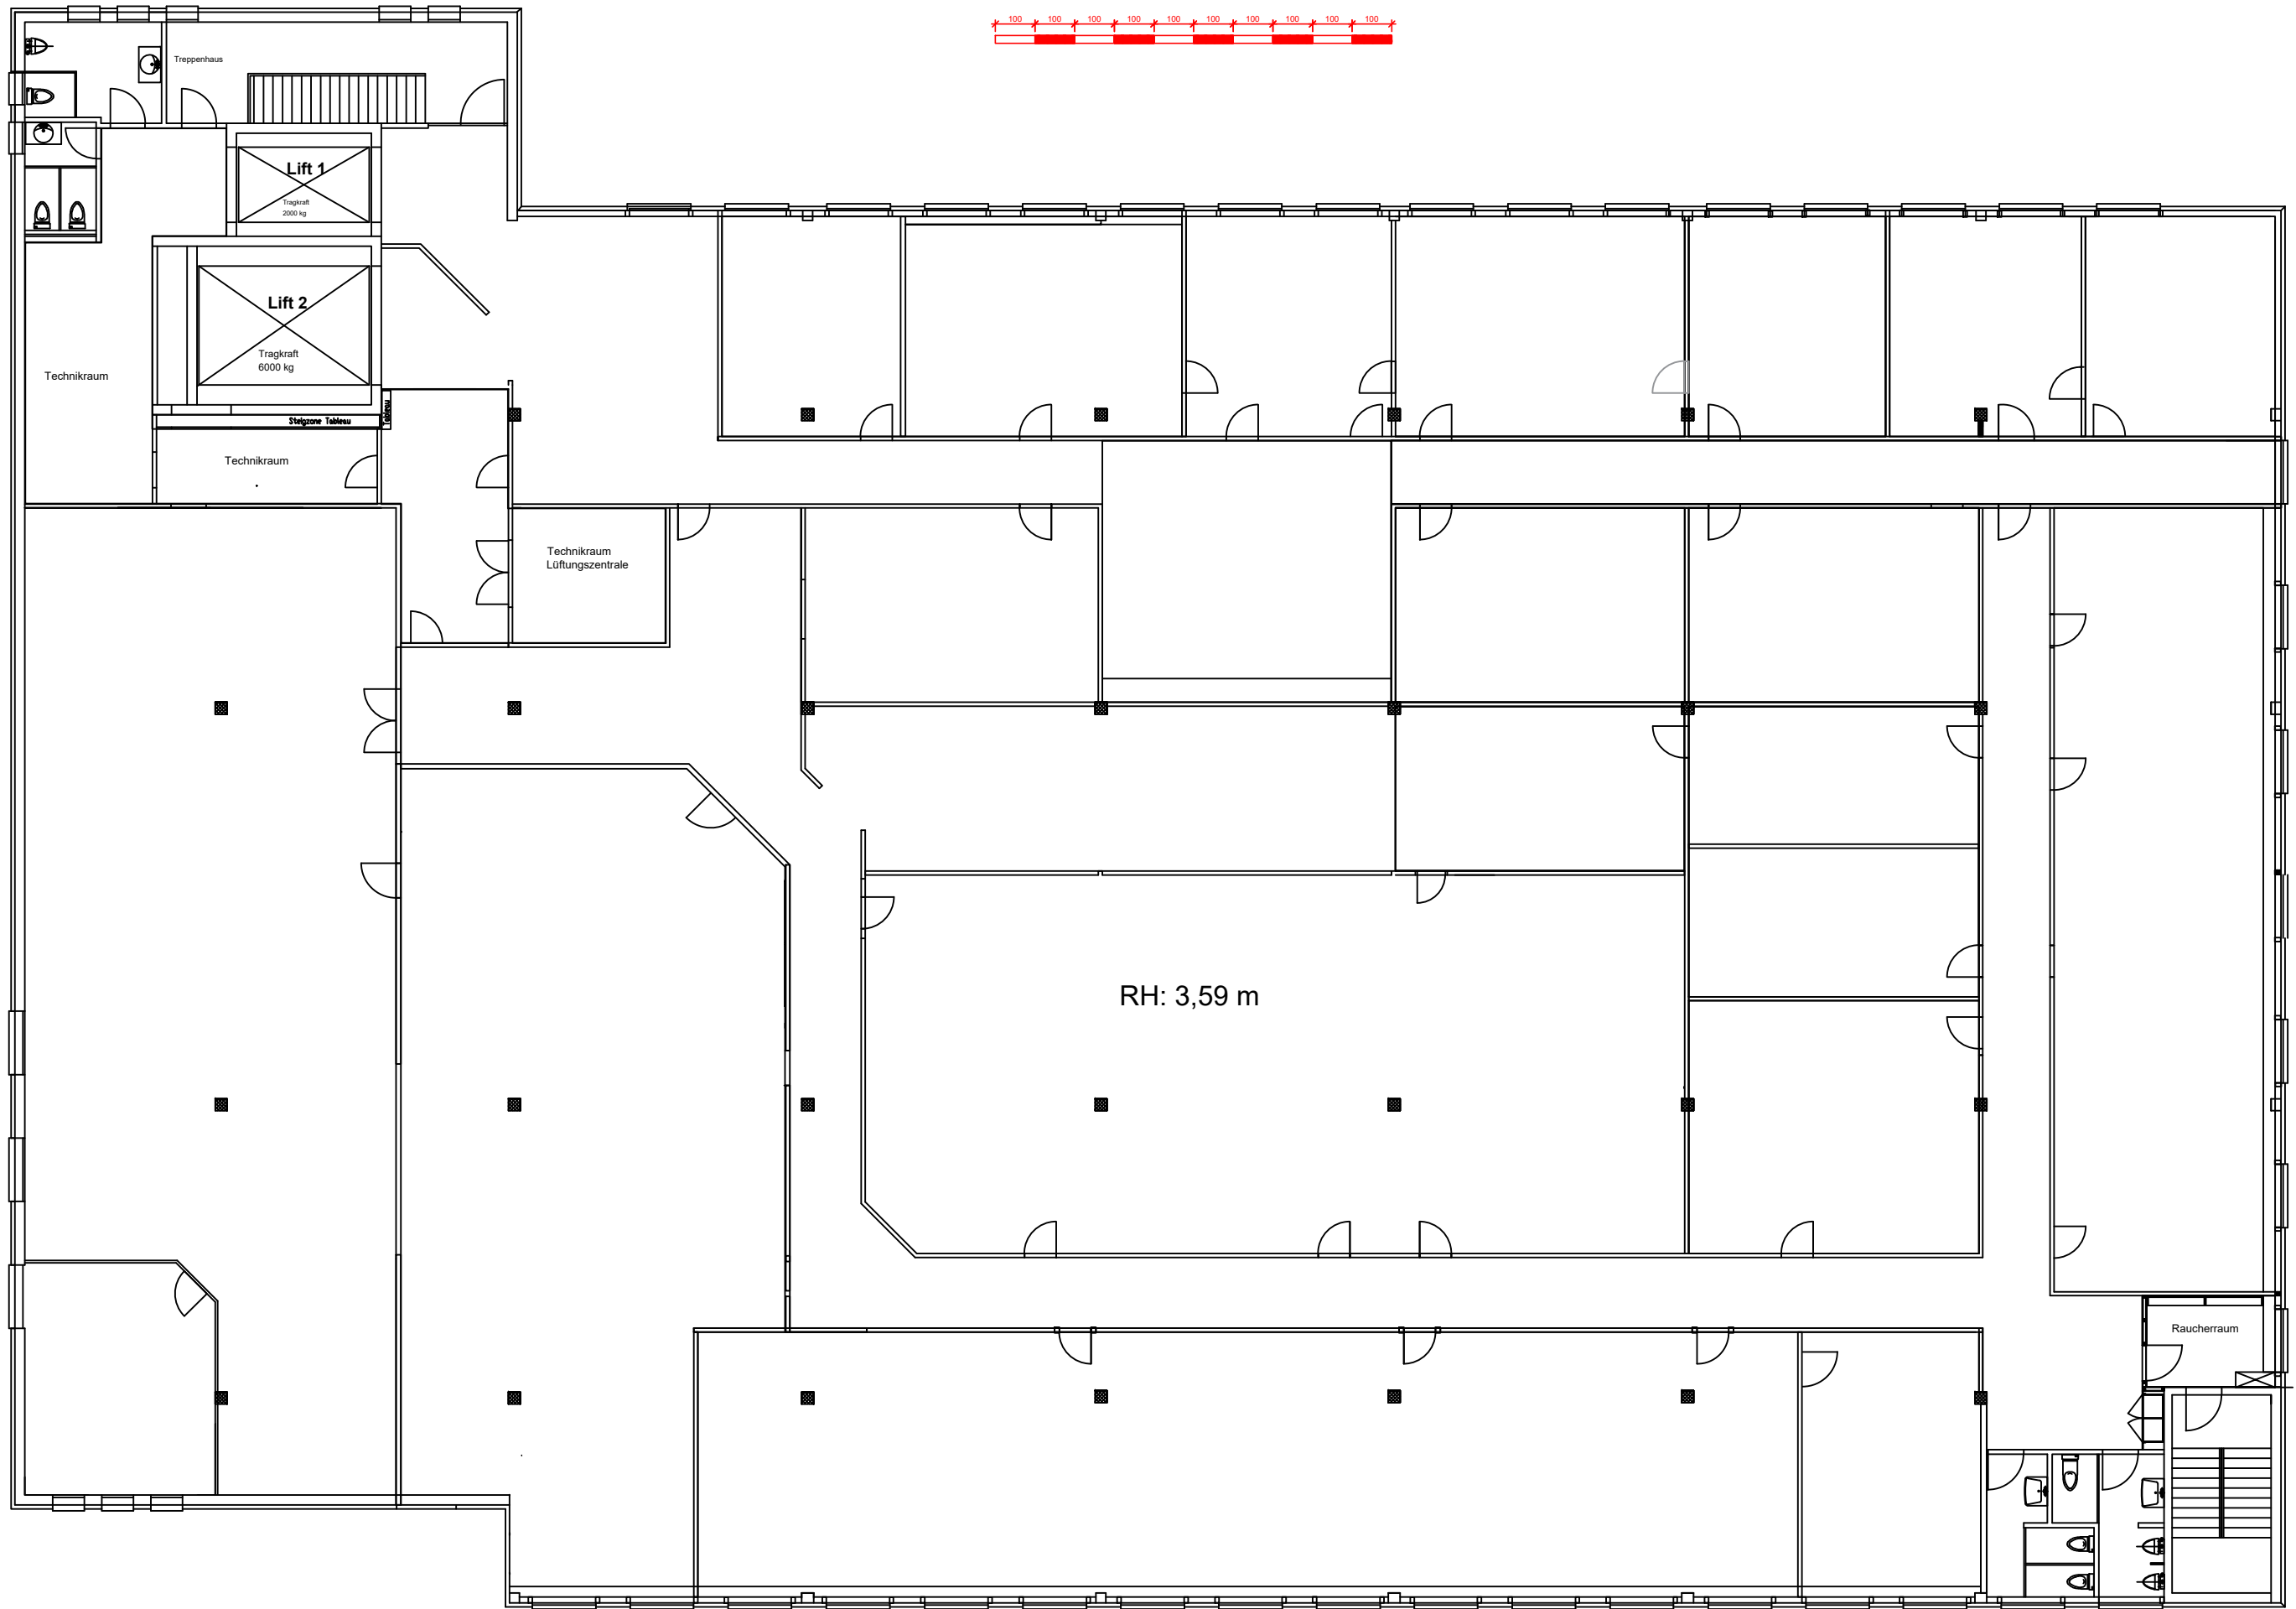 100 100 100 100 100 100 100 100 100 100
Treppenhaus
Lift 1
Tragkraft
2000 kg
Lift 2
Tragkraft
6000 kg
Technikraum
Steigzone Tableau
Tableau
Technikraum
Technikraum
Lüftungszentrale
RH: 3,59 m
Raucherraum